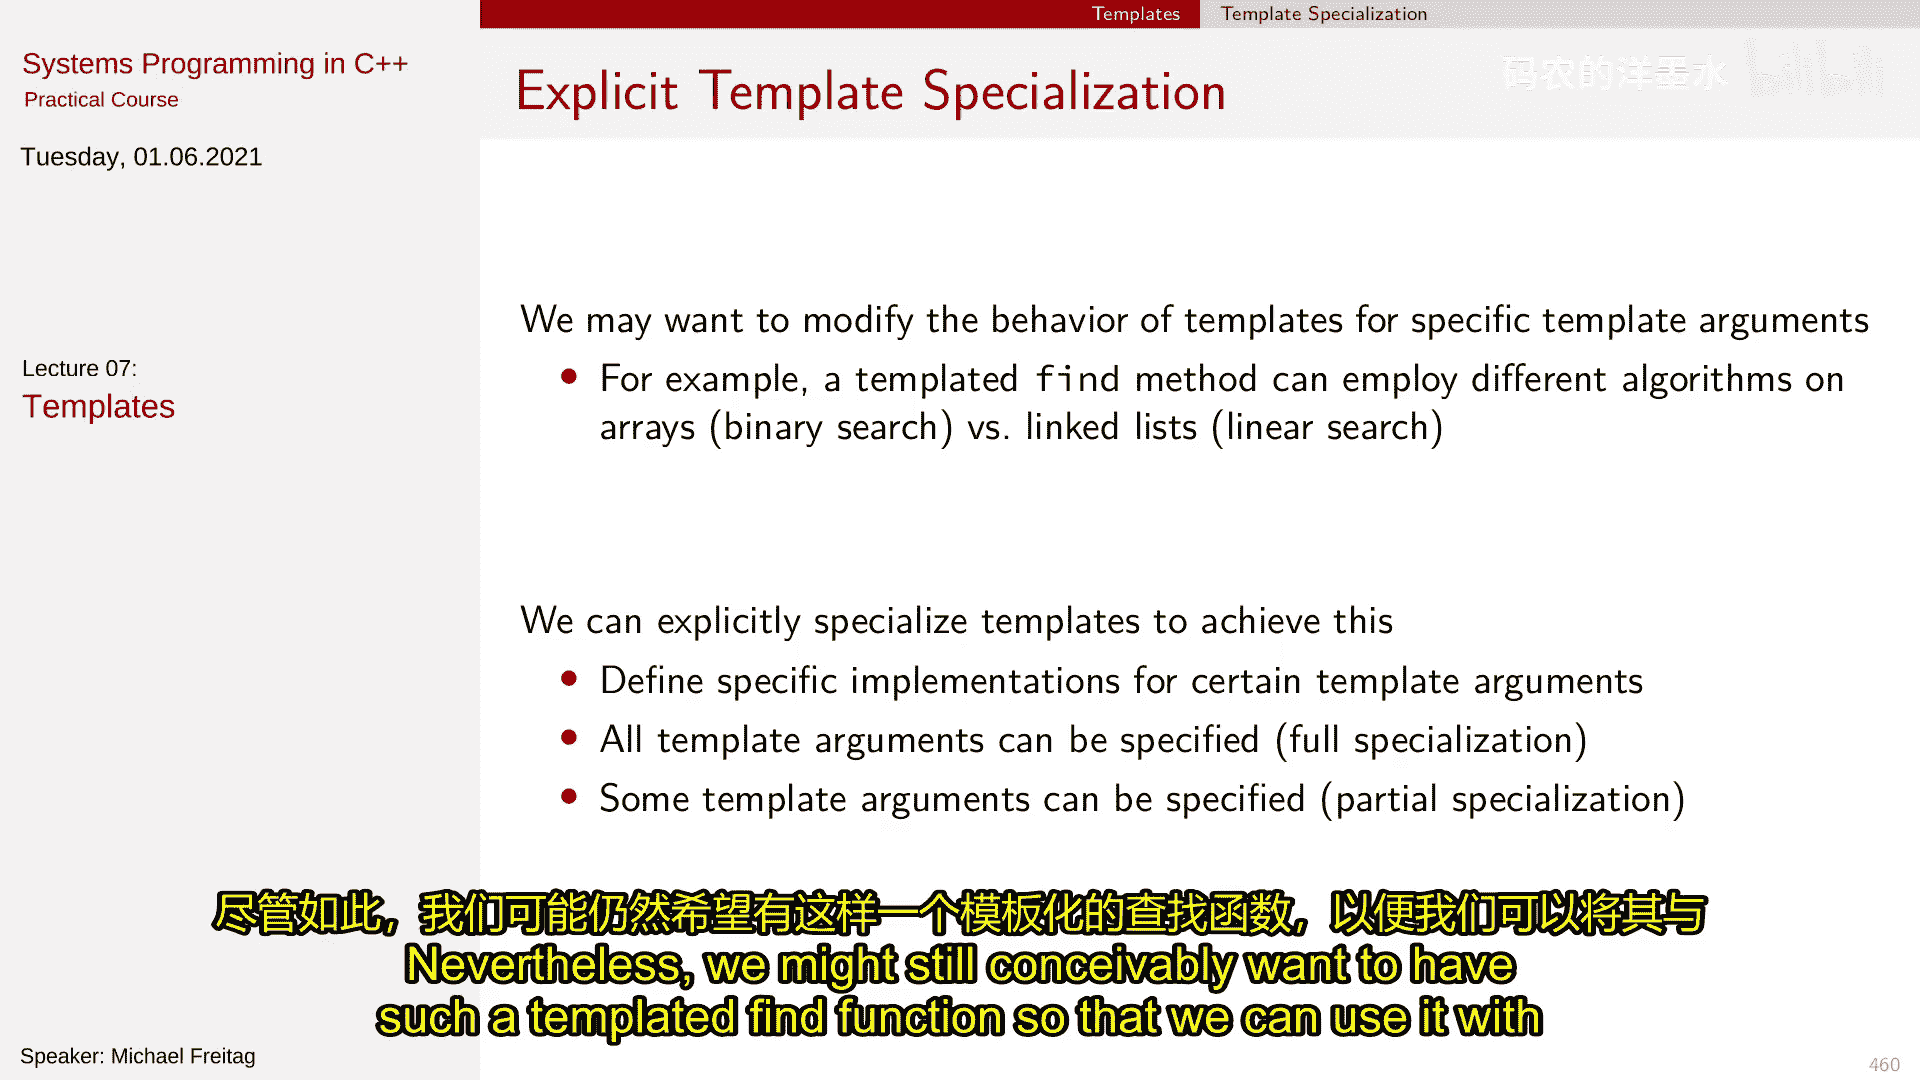 Templates
Template Specialization
Systems Programming in C++
Practical Course
Tuesday, 01.06.2021
Lecture 07:
Templates
Speaker: Michael Freitag
Explicit Template Specialization
码农的洋墨水
bilibili
We may want to modify the behavior of templates for specific template arguments
• For example, a templated find method can employ different algorithms on
arrays (binary search) vs. linked lists (linear search)
We can explicitly specialize templates to achieve this
• Define specific implementations for certain template arguments
• All template arguments can be specified (full specialization)
• Some template arguments can be specified (partial specialization)
尽管如此，我们可能仍然希望有这样一个模板化的查找函数，以便我们可以将其与
Nevertheless, we might still conceivably want to have
such a templated find function so that we can use it with
460